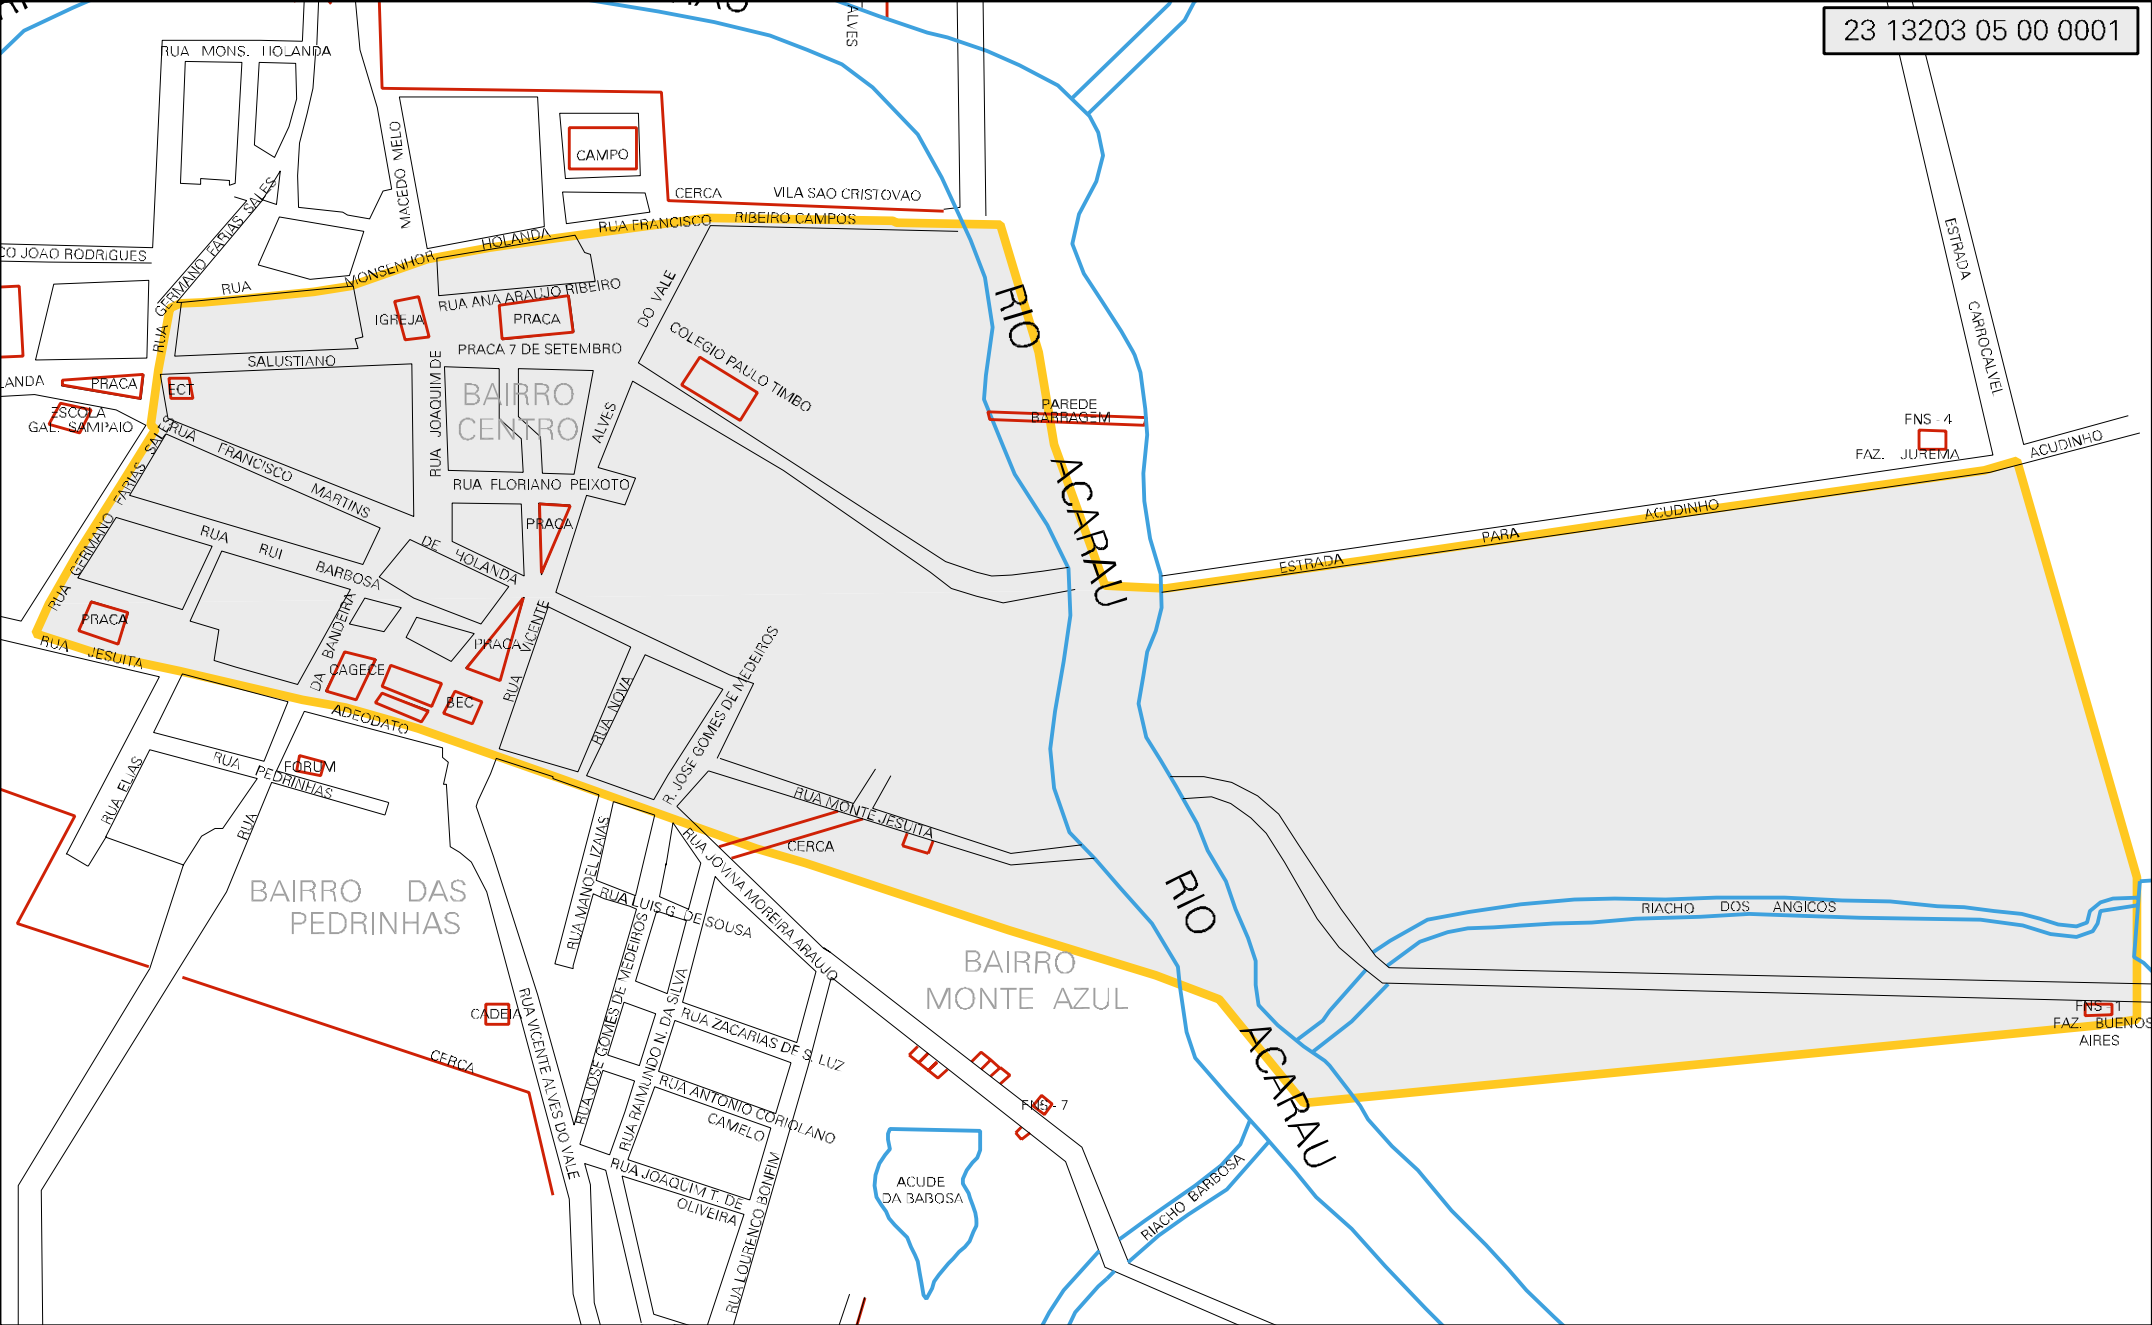 23 13203 05 00 0001
RUA MONS. HOLANDA
ALVES
MACEDO MELO
CAMPO
CERCA
VILA SAO CRISTOVAO
RUA FRANCISCO
RIBEIRO CAMPOS
CO JOAO RODRIGUES
GERMANO FARIAS SALES
RUA
RUA
MONSENHOR
HOLANDA
RUA ANA ARAUJO RIBEIRO
IGREJA
PRACA
PRACA 7 DE SETEMBRO
DO VALE
COLEGIO PAULO TIMBO
SALUSTIANO
LANDA
PRACA
ECT
ESCOLA
GAL. SAMPAIO
RUA JOAQUIM DE
BAIRRO
CENTRO
ALVES
RUA
FRANCISCO
MARTINS
RUA FLORIANO PEIXOTO
PRACA
RUA GERMANO FARIAS SALES
RUA RUI
BARBOSA
DE HOLANDA
DA BANDEIRA
PRACA
PRACA
VICENTE
RUA
RUA JESUITA
CAGECE
BEC
ADEODATO
RUA NOVA
R. JOSE GOMES DE MEDEIROS
RIO
ACARAU
PAREDE
BARRAGEM
ESTRADA CARROCALVEL
FNS - 4
FAZ. JUREMA
ACUDINHO
ESTRADA
PARA
ACUDINHO
RUA ELIAS
RUA PEDRINHAS
FORUM
RUA
RUA MONTE JESUITA
CERCA
RUA JOVINA MOREIRA ARAUJO
RUA MANOEL IZAIAS
RUA LUIS G. DE SOUSA
BAIRRO DAS
PEDRINHAS
BAIRRO
MONTE AZUL
RIO
ACARAU
RIACHO DOS ANGICOS
FNS - 1
FAZ. BUENOS
AIRES
CADEIA
CERCA
RUA VICENTE ALVES DO VALE
RUA JOSE GOMES DE MEDEIROS
RUA RAIMUNDO N. DA SILVA
RUA ZACARIAS DE S. LUZ
RUA ANTONIO CORIOLANO
CAMELO
RUA JOAQUIM T. DE
OLIVEIRA
RUA LOURENCO BONFIM
FNS - 7
ACUDE
DA BABOSA
RIACHO BARBOSA